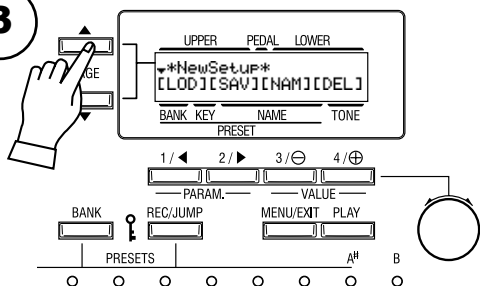 3
UPPER PEDAL LOWER
*NewSetup*
[LOD][SAV][NAM][DEL]
BANK KEY NAME TONE
PRESET
1/◀ 2/▶ 3/⊖ 4/⊕
PARAM. VALUE
BANK REC/JUMP MENU/EXIT PLAY
PRESETS A# B